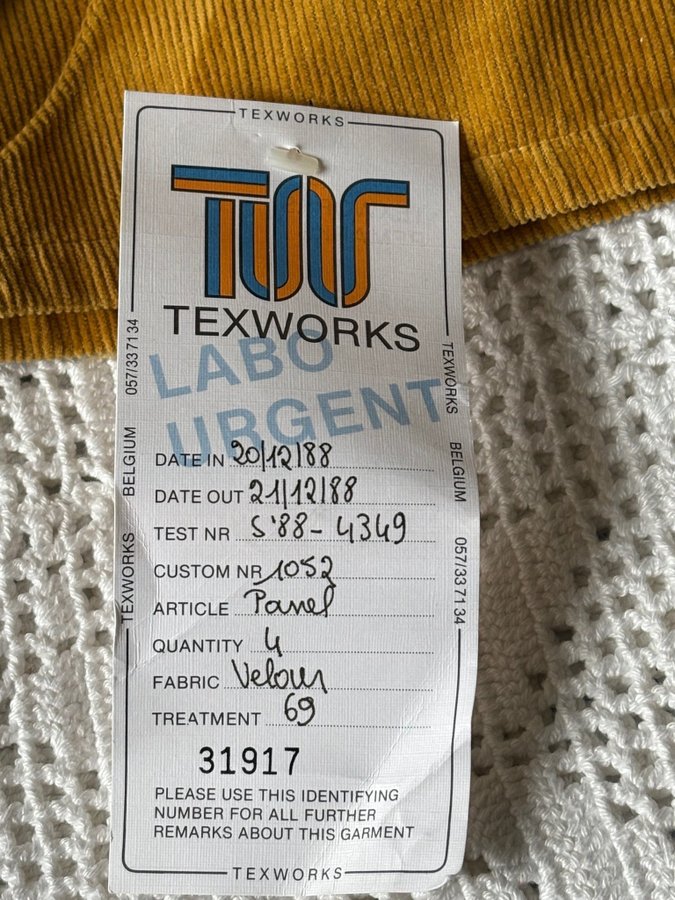 TEXWORKS
TEXWORKS
LABO
URGENT
DATE IN 20/12/88
DATE OUT 21/12/88
TEST NR S'88-4349
CUSTOM NR 1052
ARTICLE Panel
QUANTITY 4
FABRIC Velour
TREATMENT 69
31917
PLEASE USE THIS IDENTIFYING
NUMBER FOR ALL FURTHER
REMARKS ABOUT THIS GARMENT
TEXWORKS
TEXWORKS BELGIUM 057/33 71 34
TEXWORKS BELGIUM 057/33 71 34